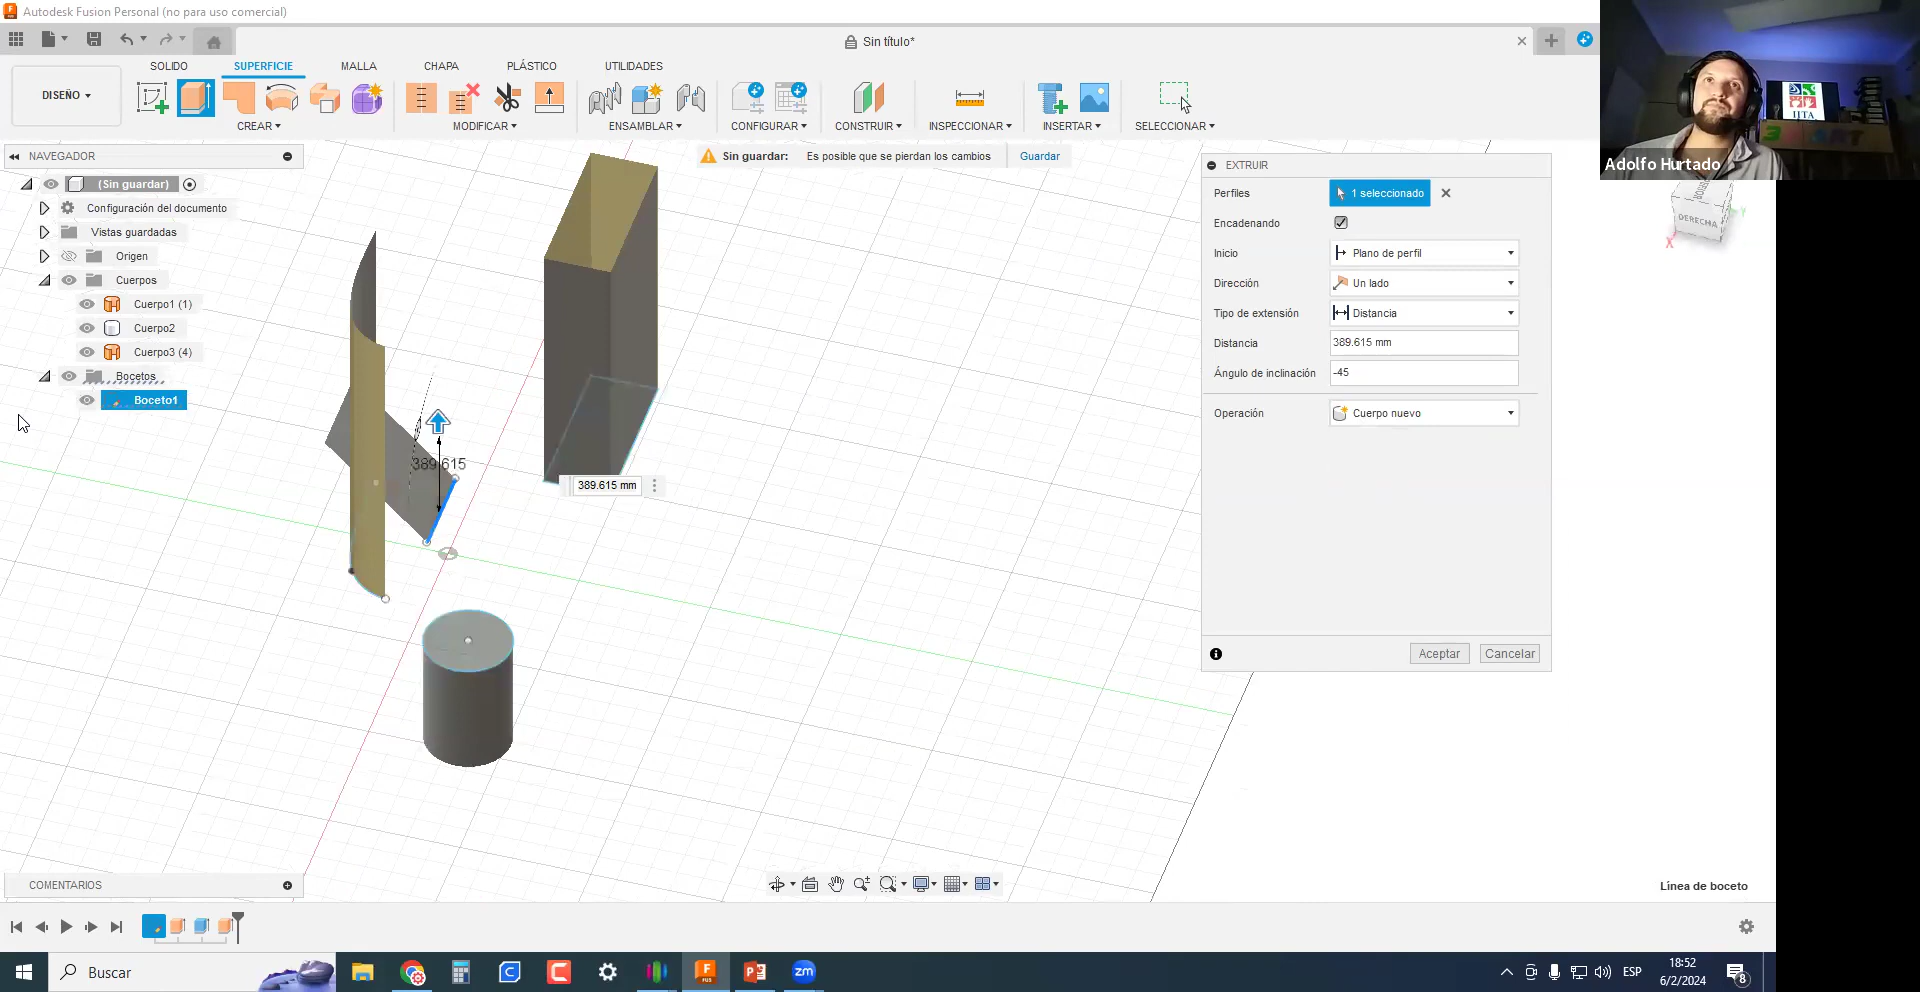 Autodesk Fusion Personal (no para uso comercial)
Sin título*
DISEÑO
SOLIDO
SUPERFICIE
MALLA
CHAPA
PLÁSTICO
UTILIDADES
CREAR
MODIFICAR
ENSAMBLAR
CONFIGURAR
CONSTRUIR
INSPECCIONAR
INSERTAR
SELECCIONAR
IITA
Adolfo Hurtado
NAVEGADOR
Sin guardar:
Es posible que se pierdan los cambios
Guardar
(Sin guardar)
Configuración del documento
Vistas guardadas
Origen
Cuerpos
Cuerpo1 (1)
Cuerpo2
Cuerpo3 (4)
Bocetos
Boceto1
389.615
389.615 mm
EXTRUIR
Perfiles
1 seleccionado
Encadenando
Inicio
Plano de perfil
Dirección
Un lado
Tipo de extensión
Distancia
Distancia
389.615 mm
Ángulo de inclinación
-45
Operación
Cuerpo nuevo
Aceptar
Cancelar
DERECHA
X
Y
COMENTARIOS
Línea de boceto
Buscar
FUS
zm
ESP
18:52
6/2/2024
8